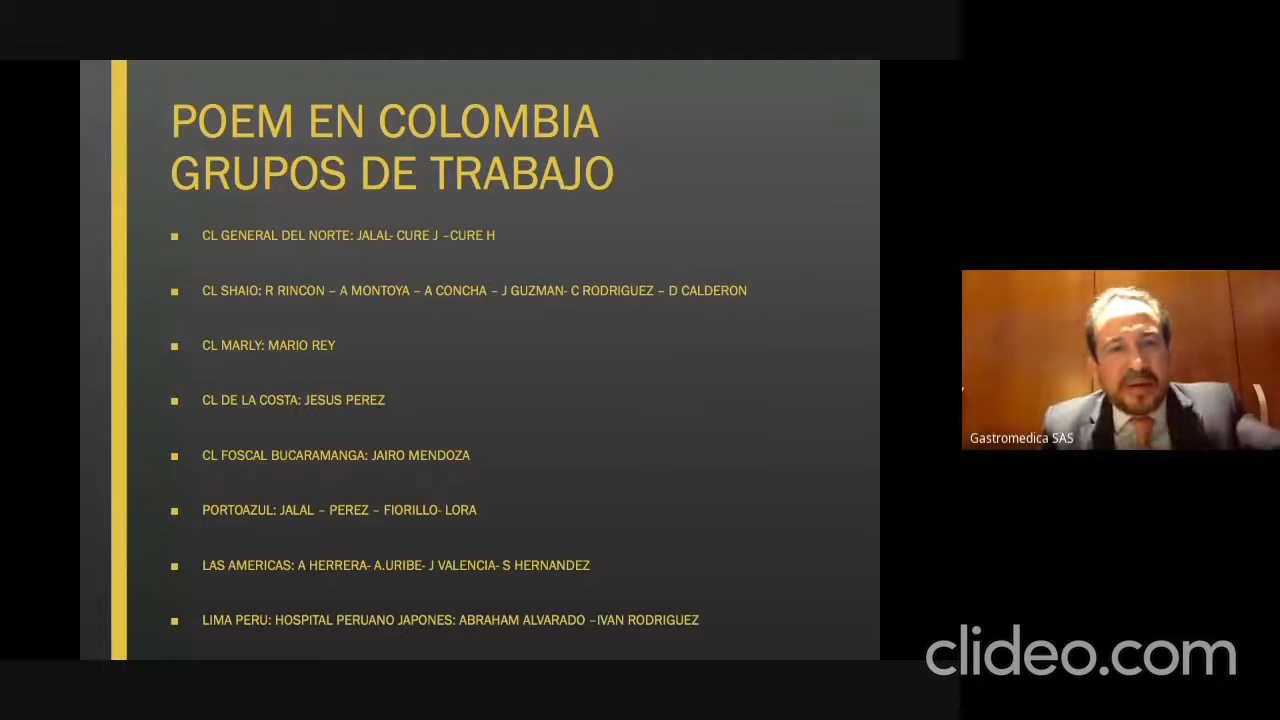 POEM EN COLOMBIA
GRUPOS DE TRABAJO
CL GENERAL DEL NORTE: JALAL- CURE J –CURE H
CL SHAIO: R RINCON – A MONTOYA – A CONCHA – J GUZMAN- C RODRIGUEZ – D CALDERON
CL MARLY: MARIO REY
CL DE LA COSTA: JESUS PEREZ
CL FOSCAL BUCARAMANGA: JAIRO MENDOZA
PORTOAZUL: JALAL – PEREZ – FIORILLO- LORA
LAS AMERICAS: A HERRERA- A.URIBE- J VALENCIA- S HERNANDEZ
LIMA PERU: HOSPITAL PERUANO JAPONES: ABRAHAM ALVARADO –IVAN RODRIGUEZ
Gastromedica SAS
clideo.com